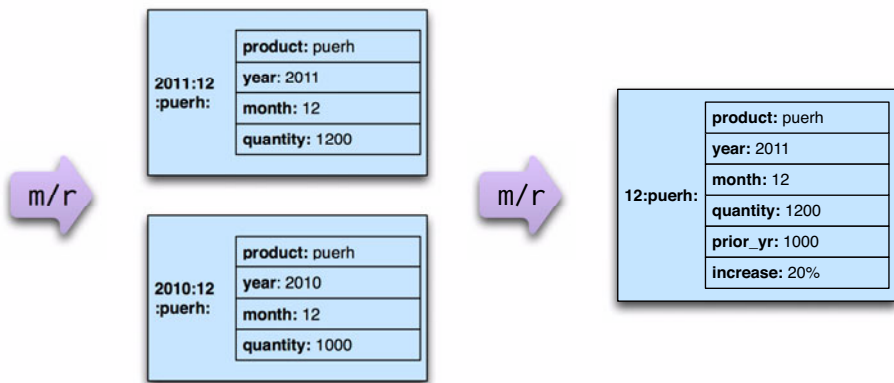 m/r
2011:12
:puerh:
product: puerh
year: 2011
month: 12
quantity: 1200
2010:12
:puerh:
product: puerh
year: 2010
month: 12
quantity: 1000
m/r
12:puerh:
product: puerh
year: 2011
month: 12
quantity: 1200
prior_yr: 1000
increase: 20%